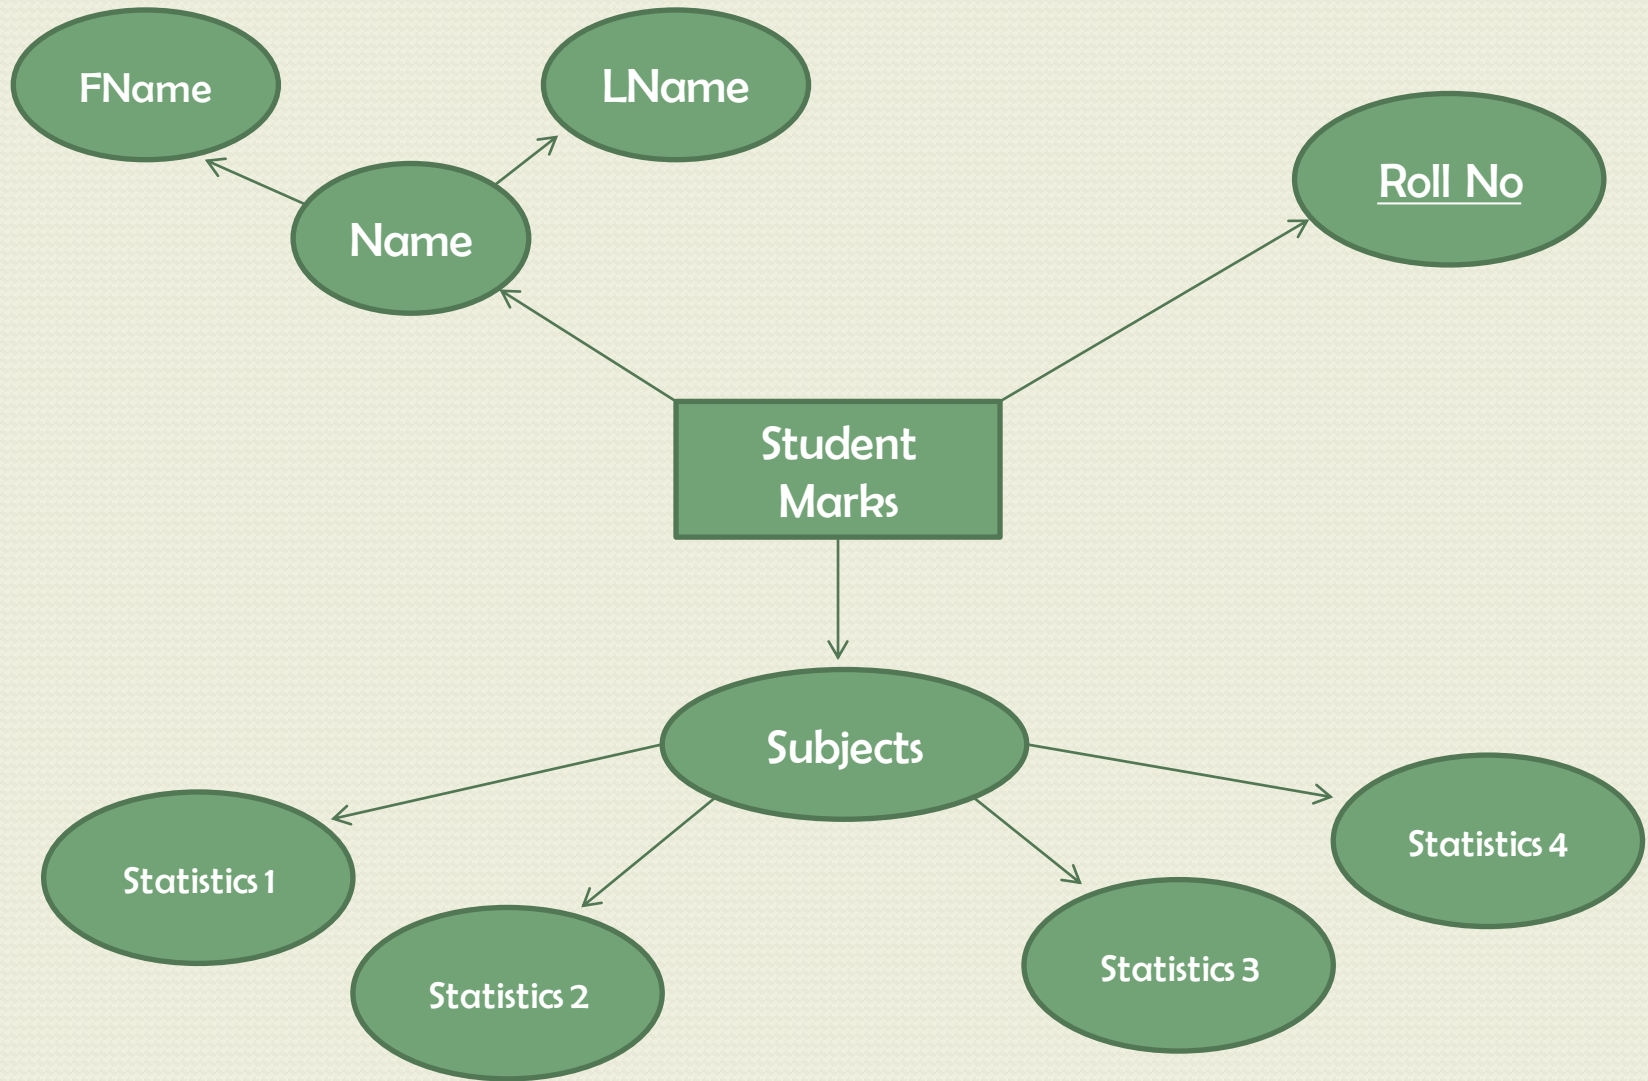 FName
LName
Roll No
Name
Student
Marks
Subjects
Statistics 4
Statistics 1
Statistics 3
Statistics 2